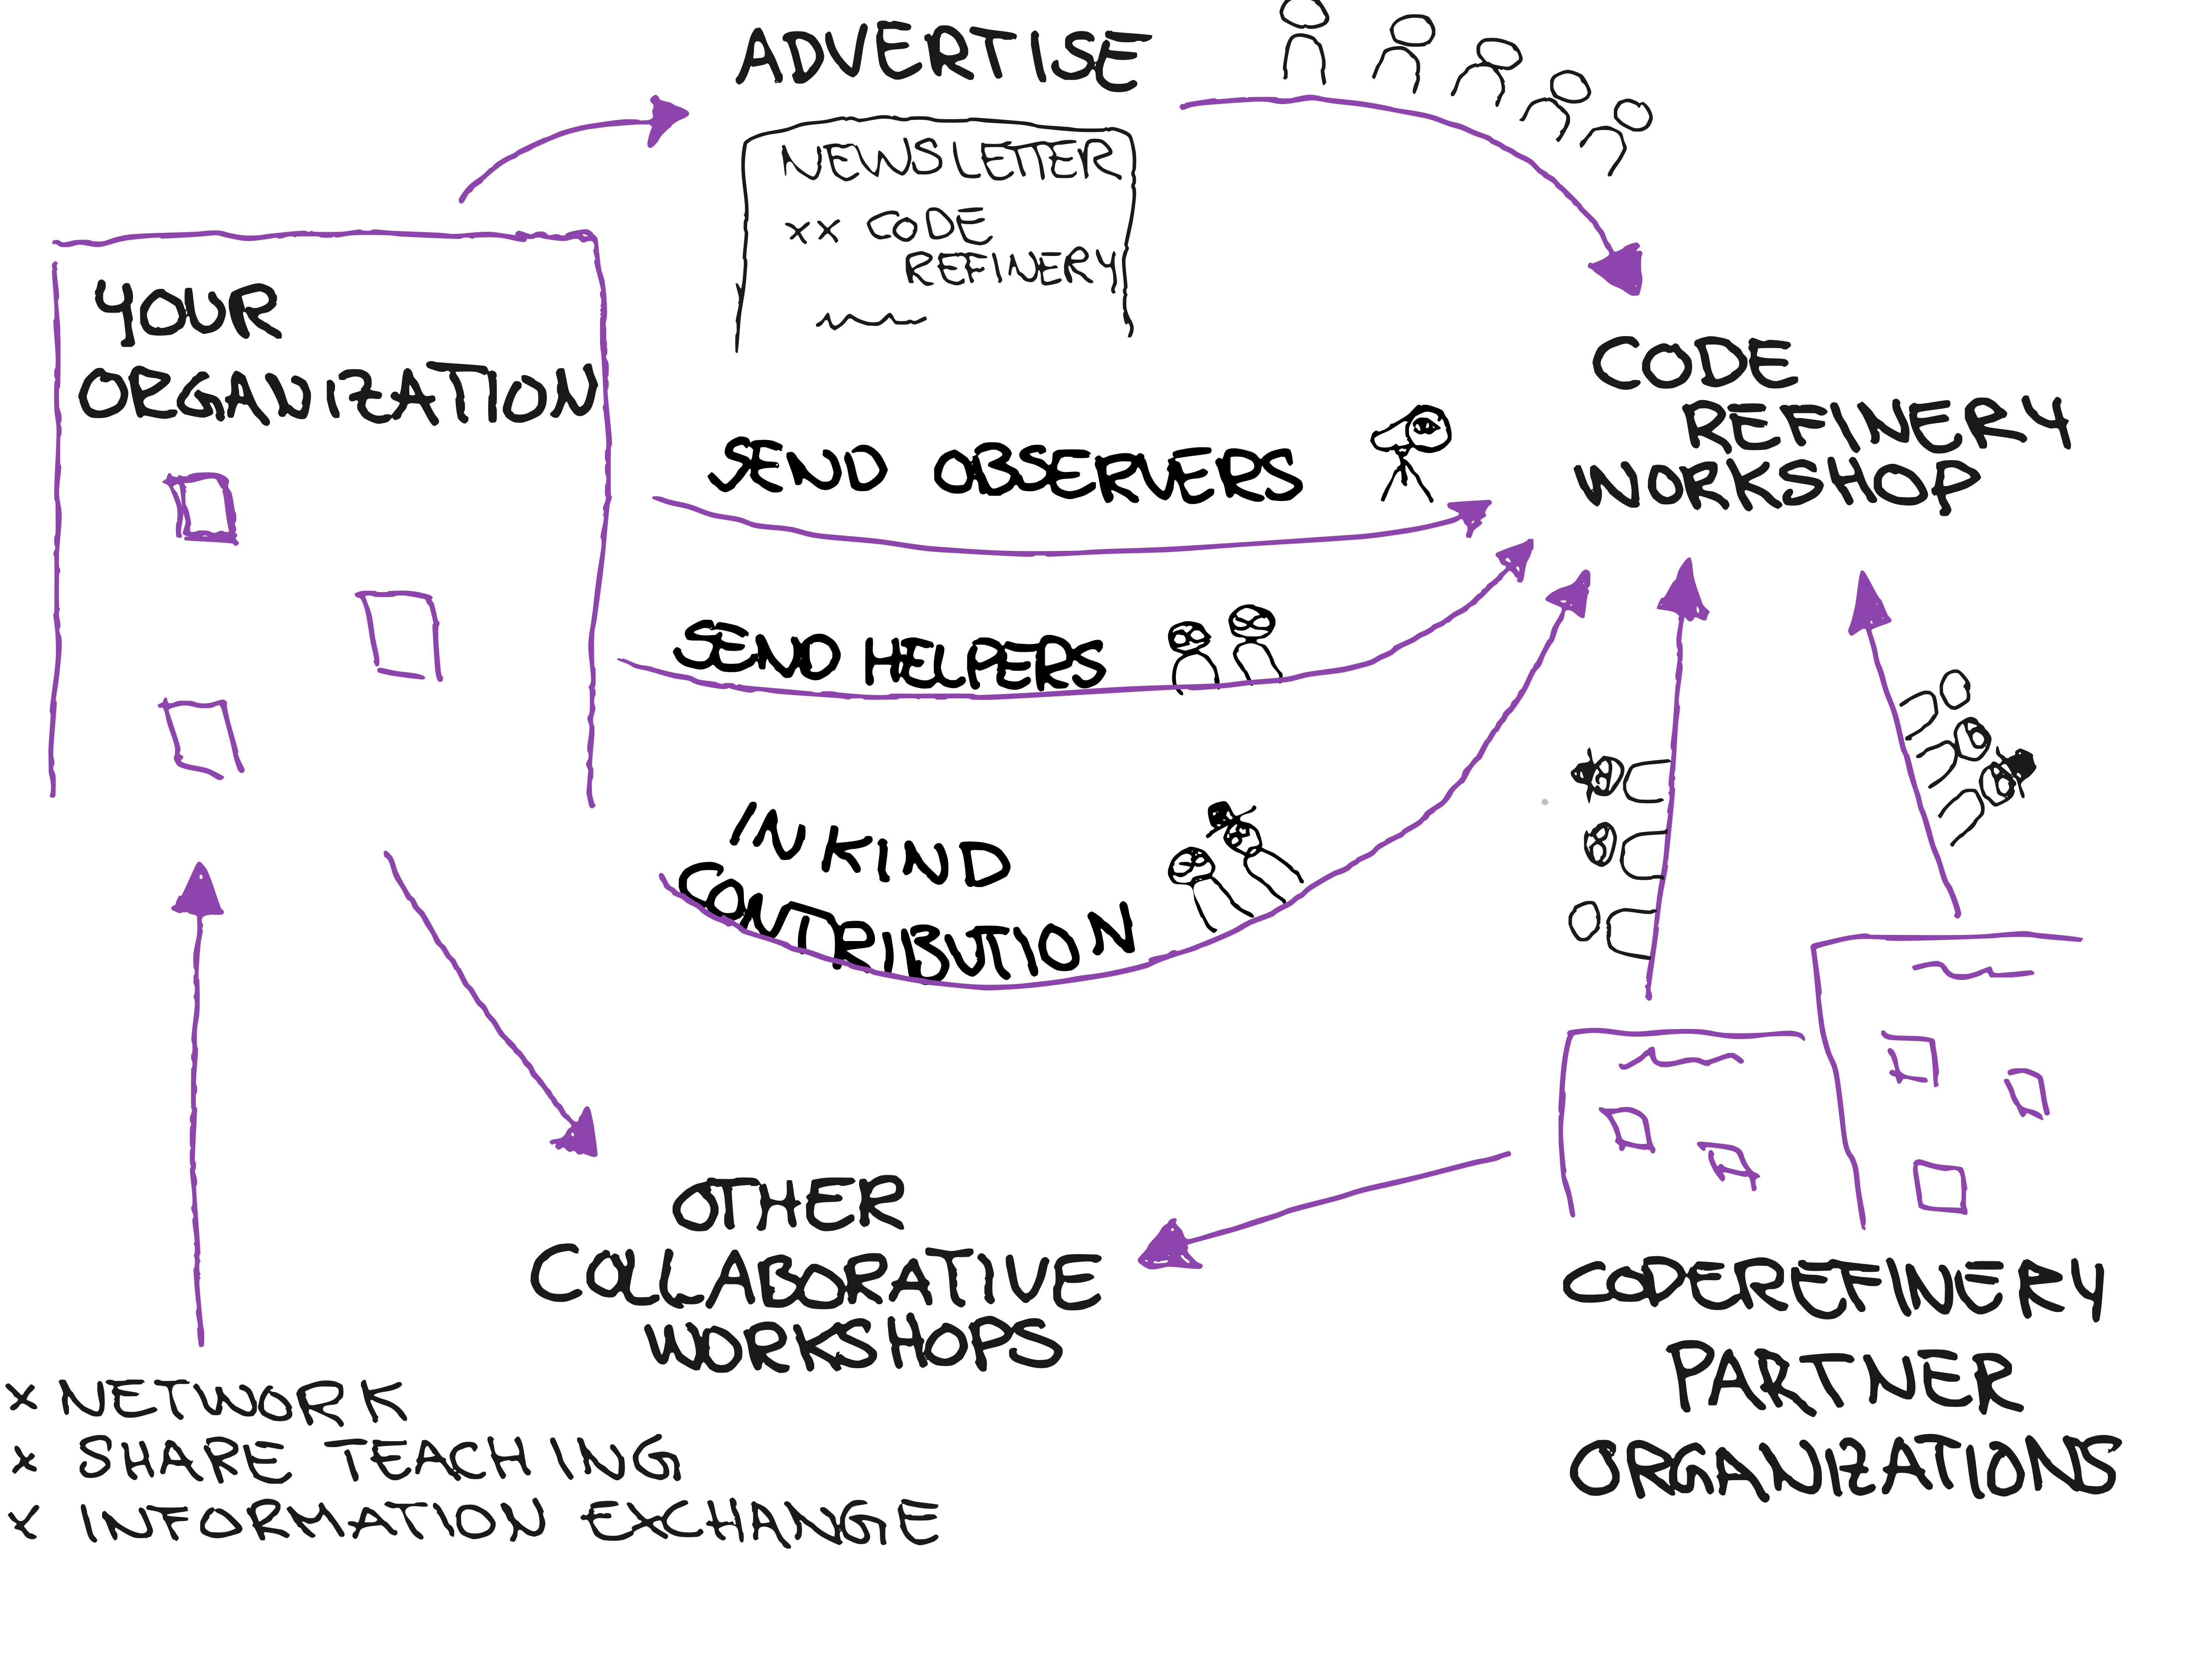 ADVERTISE
NEWSLETTER
xx CODE
REFINERY
YOUR
ORGANIZATION
CODE
REFINERY
WORKSHOP
SEND OBSERVERS
SEND HELPERS
IN KIND
CONTRIBUTION
OTHER
COLLABORATIVE
WORKSHOPS
CODEREFINERY
PARTNER
ORGANIZATIONS
x NETWORK
x SHARE TEACHING
x INFORMATION EXCHANGE